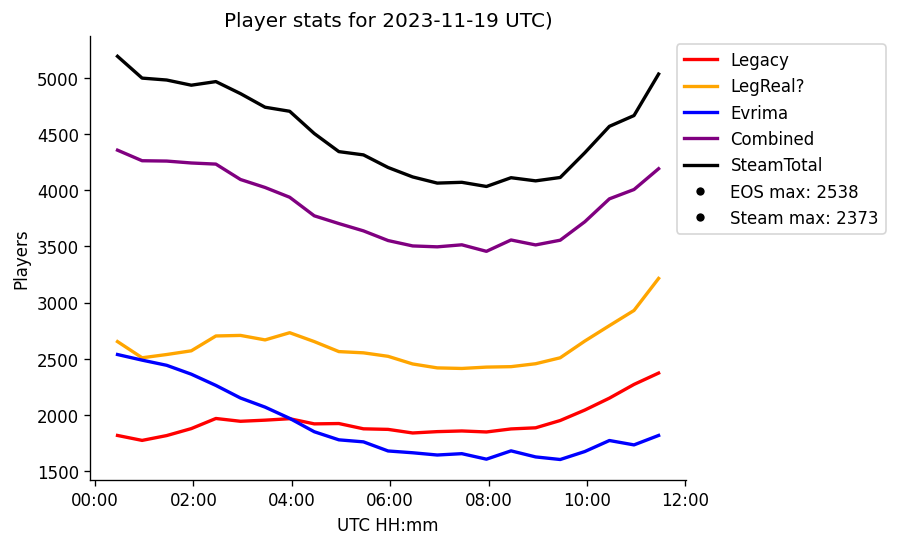 Player stats for 2023-11-19 UTC)
Players
5000
4500
4000
3500
3000
2500
2000
1500
00:00 02:00 04:00 06:00 08:00 10:00 12:00
UTC HH:mm
Legacy
LegReal?
Evrima
Combined
SteamTotal
EOS max: 2538
Steam max: 2373